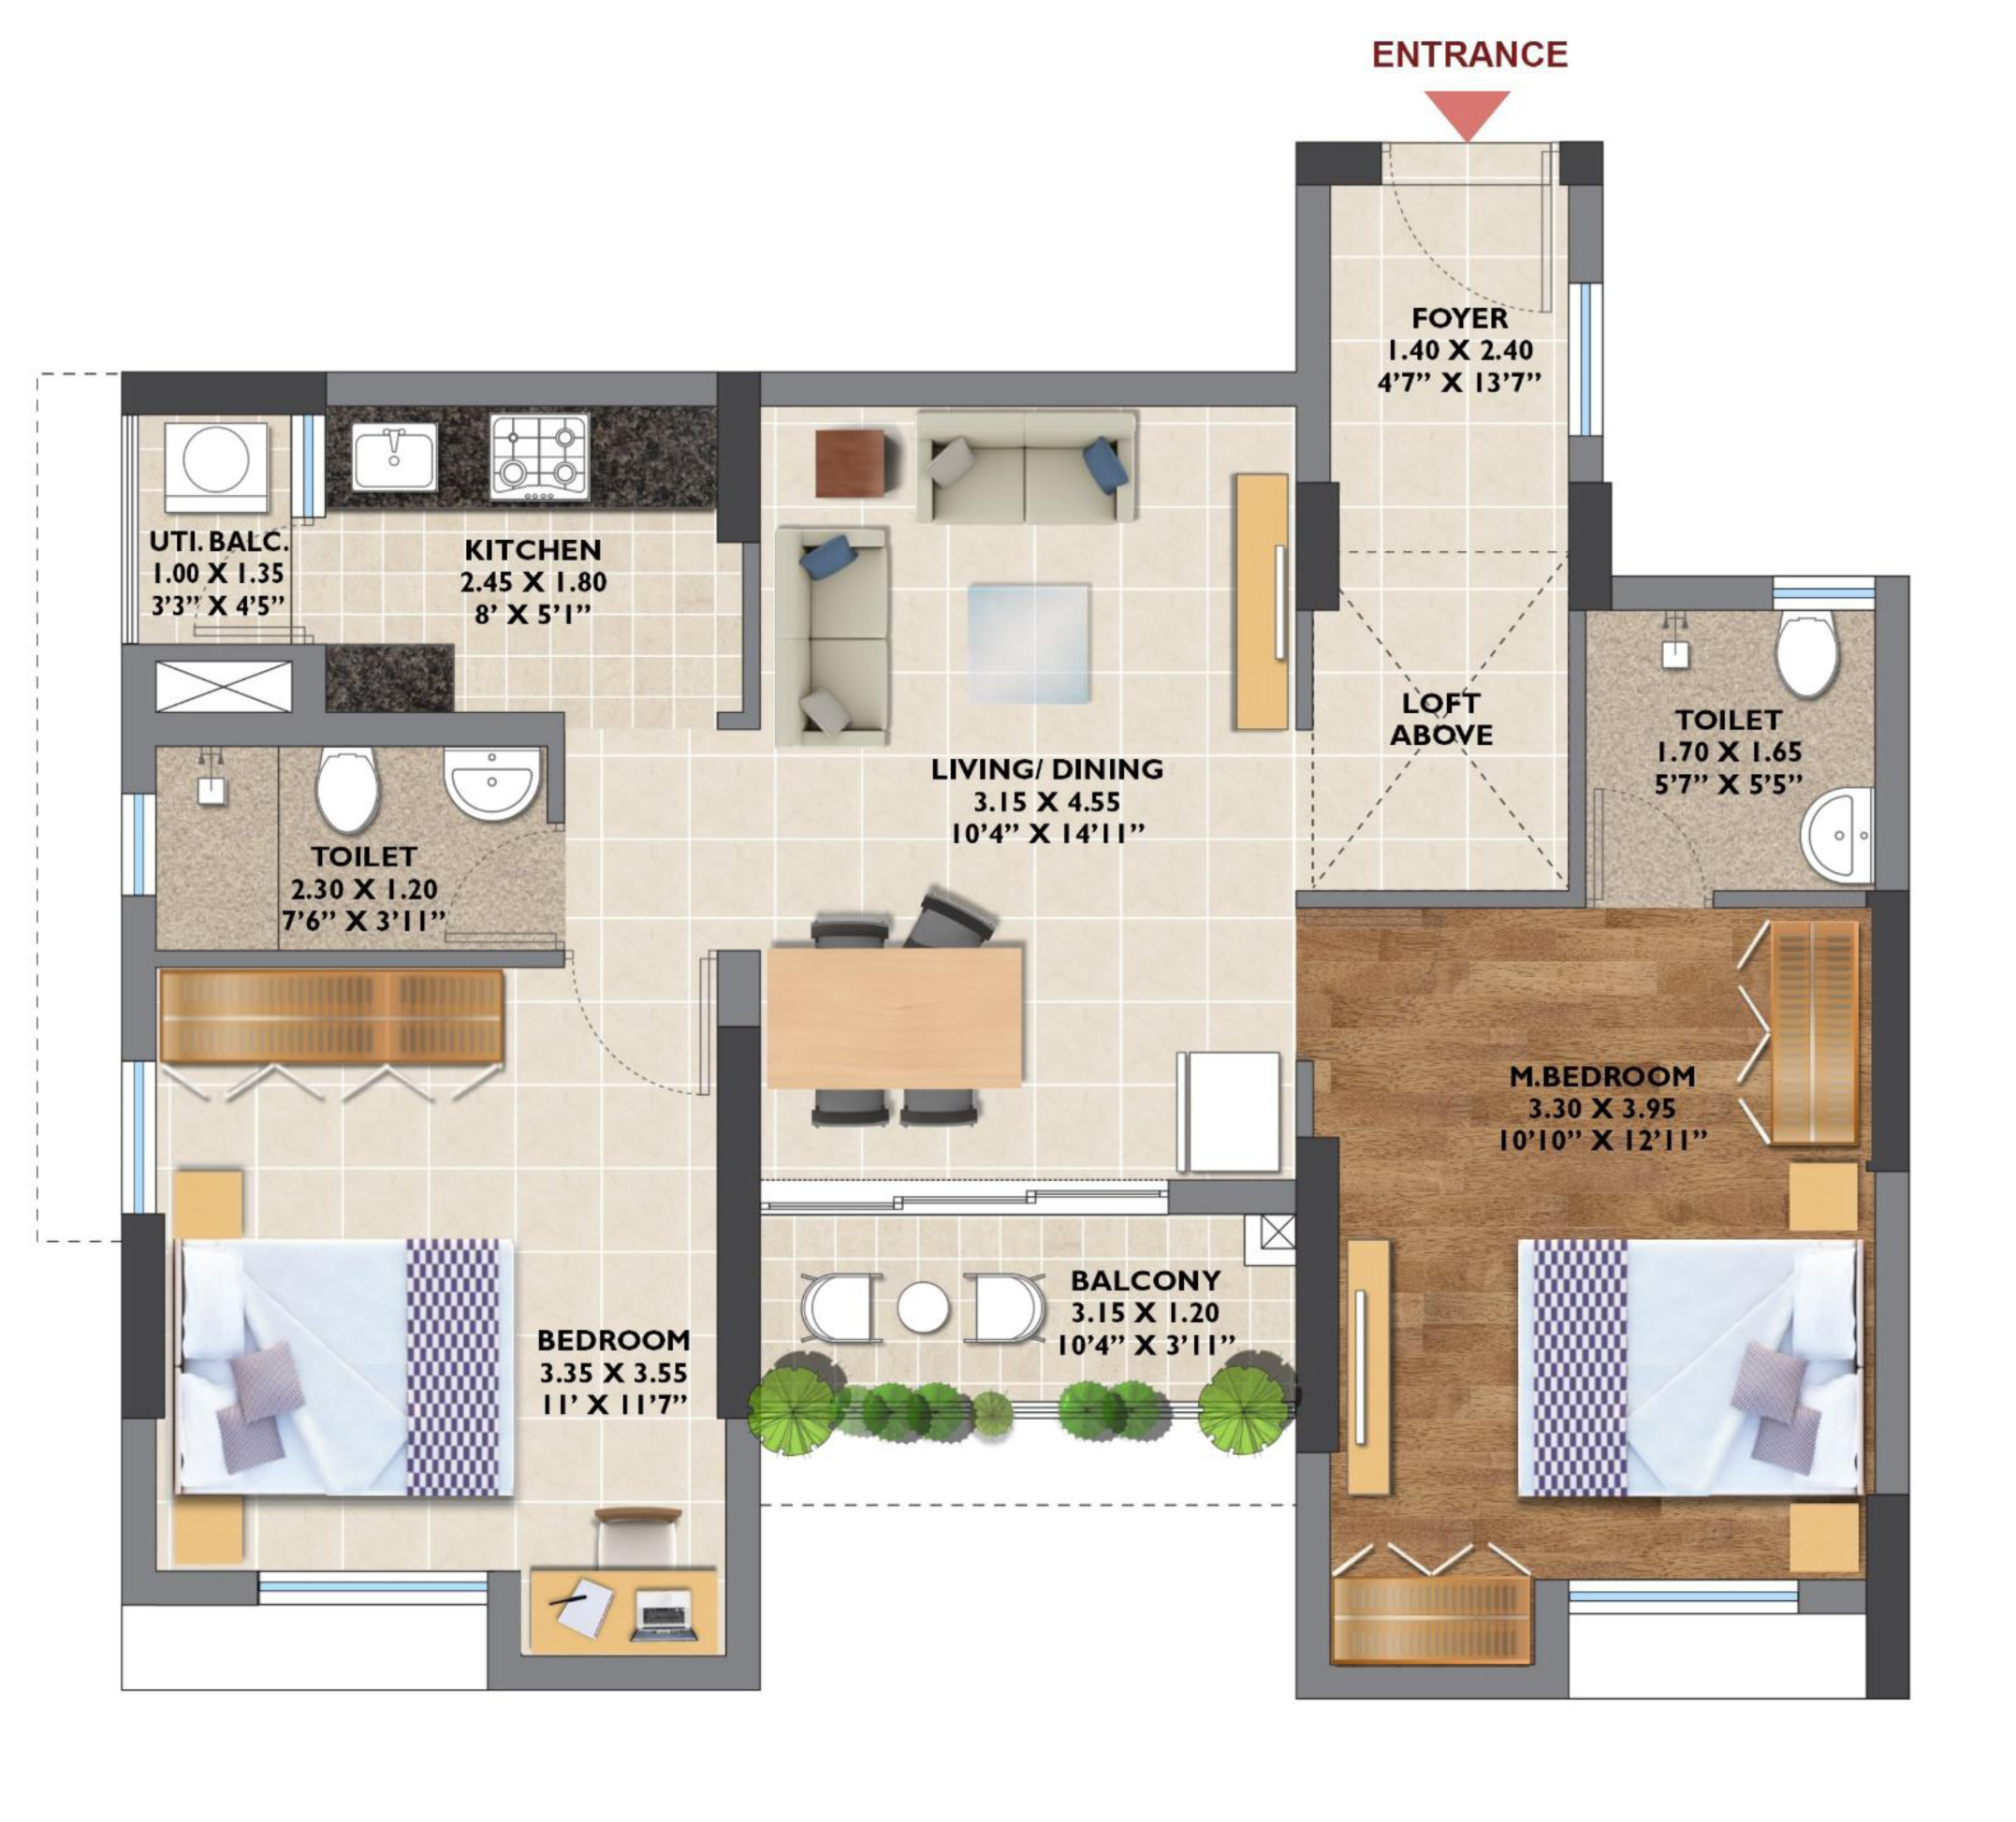 ENTRANCE
FOYER
1.40 X 2.40
4'7" X 13'7"
UTI. BALC.
1.00 X 1.35
3'3" X 4'5"
KITCHEN
2.45 X 1.80
8' X 5'1"
LOFT
ABOVE
TOILET
1.70 X 1.65
5'7" X 5'5"
LIVING/ DINING
3.15 X 4.55
10'4" X 14'11"
TOILET
2.30 X 1.20
7'6" X 3'11"
M.BEDROOM
3.30 X 3.95
10'10" X 12'11"
BALCONY
3.15 X 1.20
10'4" X 3'11"
BEDROOM
3.35 X 3.55
11' X 11'7"